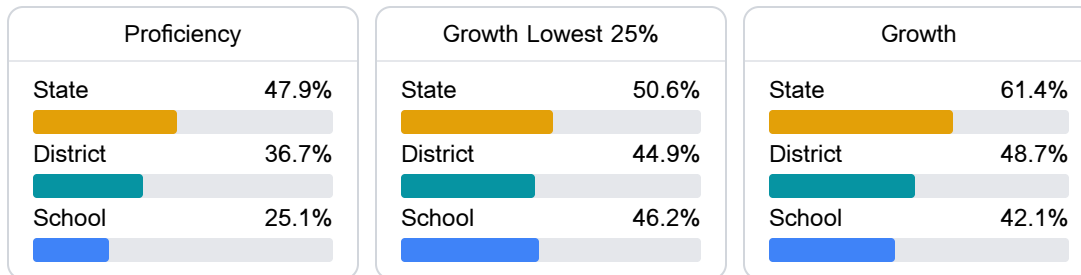 Proficiency
State 47.9%
District 36.7%
School 25.1%
Growth Lowest 25%
State 50.6%
District 44.9%
School 46.2%
Growth
State 61.4%
District 48.7%
School 42.1%